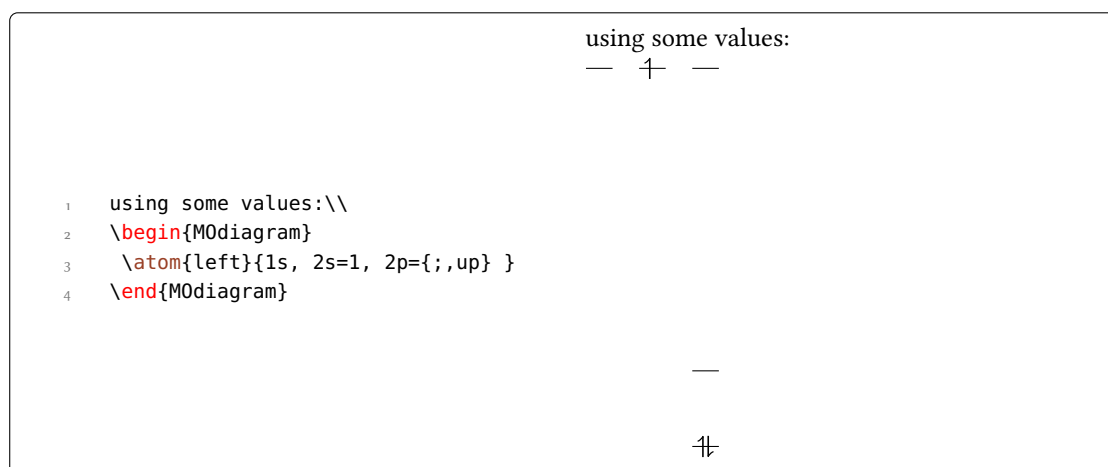 using some values:
1 using some values:\\
2 \begin{MOdiagram}
3 \atom{left}{1s, 2s=1, 2p={;,up} }
4 \end{MOdiagram}